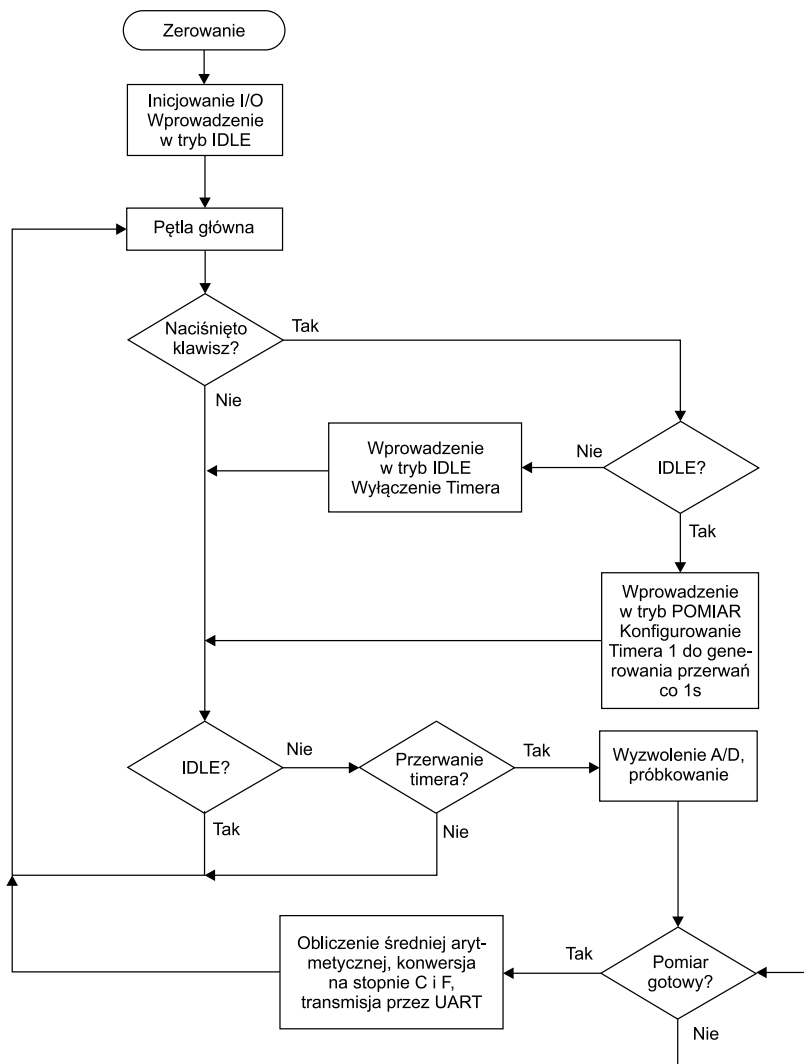 Zerowanie
Inicjowanie I/O
Wprowadzenie
w tryb IDLE
Pętla główna
Naciśnięto
klawisz?
Tak
Nie
IDLE?
Nie
Tak
Wprowadzenie
w tryb IDLE
Wyłączenie Timera
Wprowadzenie
w tryb POMIAR
Konfigurowanie
Timera 1 do gene-
rowania przerwań
co 1s
IDLE?
Nie
Tak
Przerwanie
timera?
Tak
Nie
Wyzwolenie A/D,
próbkowanie
Pomiar
gotowy?
Tak
Nie
Obliczenie średniej aryt-
metycznej, konwersja
na stopnie C i F,
transmisja przez UART